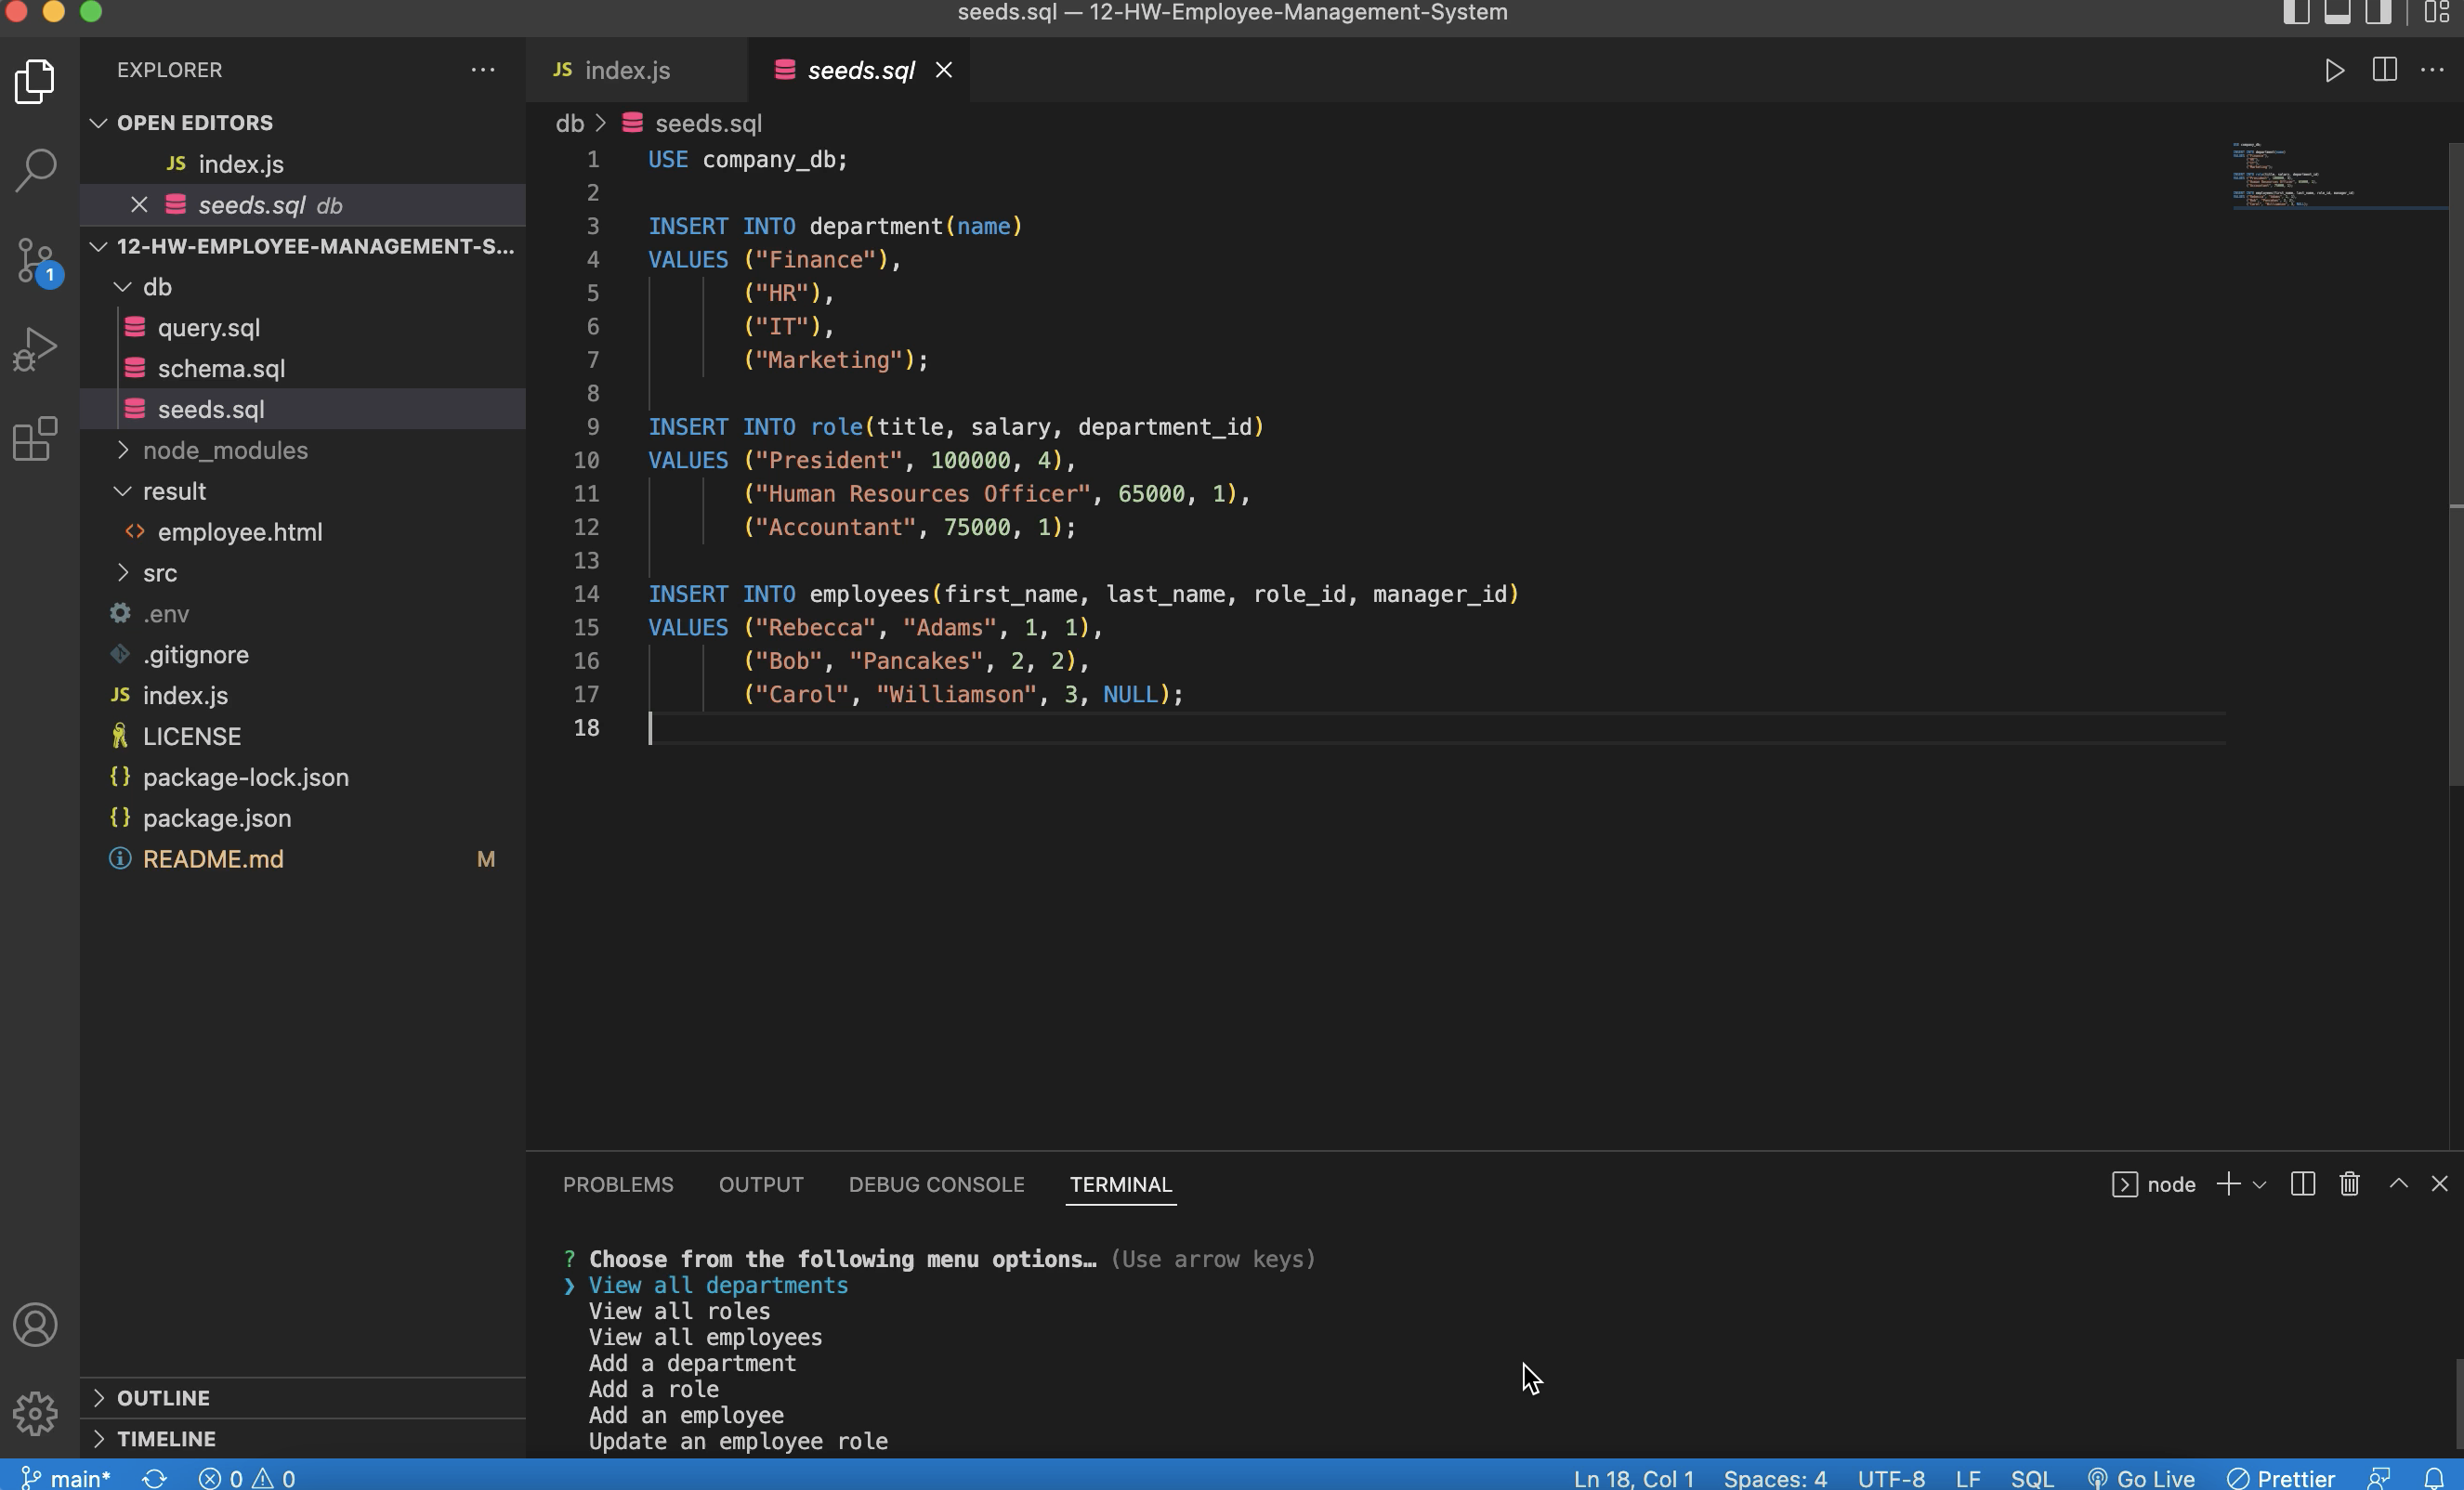 seeds.sql — 12-HW-Employee-Management-System
EXPLORER
OPEN EDITORS
JS index.js
seeds.sql db
12-HW-EMPLOYEE-MANAGEMENT-S...
db
query.sql
schema.sql
seeds.sql
node_modules
result
<> employee.html
src
.env
.gitignore
JS index.js
LICENSE
{} package-lock.json
{} package.json
README.md M
OUTLINE
TIMELINE
1
JS index.js
seeds.sql
db > seeds.sql
1 USE company_db;
2
3 INSERT INTO department(name)
4 VALUES ("Finance"),
5 ("HR"),
6 ("IT"),
7 ("Marketing");
8
9 INSERT INTO role(title, salary, department_id)
10 VALUES ("President", 100000, 4),
11 ("Human Resources Officer", 65000, 1),
12 ("Accountant", 75000, 1);
13
14 INSERT INTO employees(first_name, last_name, role_id, manager_id)
15 VALUES ("Rebecca", "Adams", 1, 1),
16 ("Bob", "Pancakes", 2, 2),
17 ("Carol", "Williamson", 3, NULL);
18
PROBLEMS OUTPUT DEBUG CONSOLE TERMINAL node
? Choose from the following menu options… (Use arrow keys)
❯ View all departments
View all roles
View all employees
Add a department
Add a role
Add an employee
Update an employee role
main* 0 0 Ln 18, Col 1 Spaces: 4 UTF-8 LF SQL Go Live Prettier